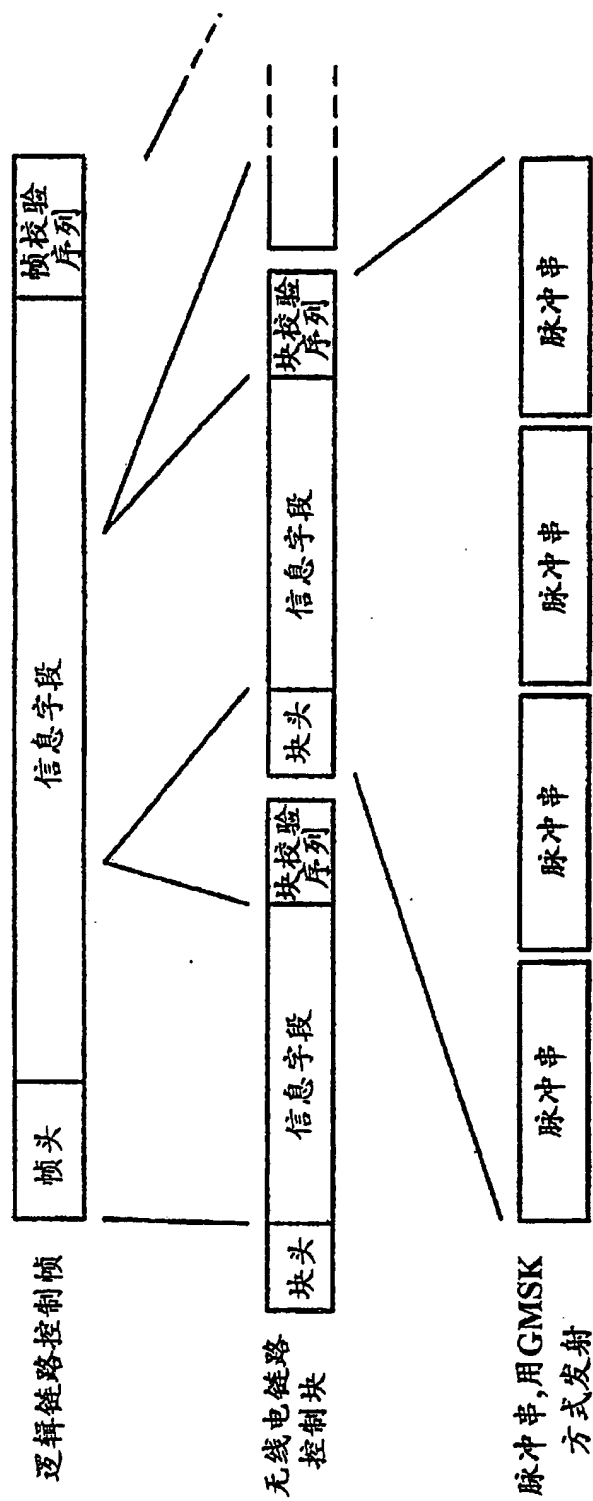 逻辑链路控制帧
帧头
信息字段
帧校验
序列
无线电链路
控制块
块头
信息字段
块校验
序列
块头
信息字段
块校验
序列
脉冲串,用GMSK
方式发射
脉冲串
脉冲串
脉冲串
脉冲串